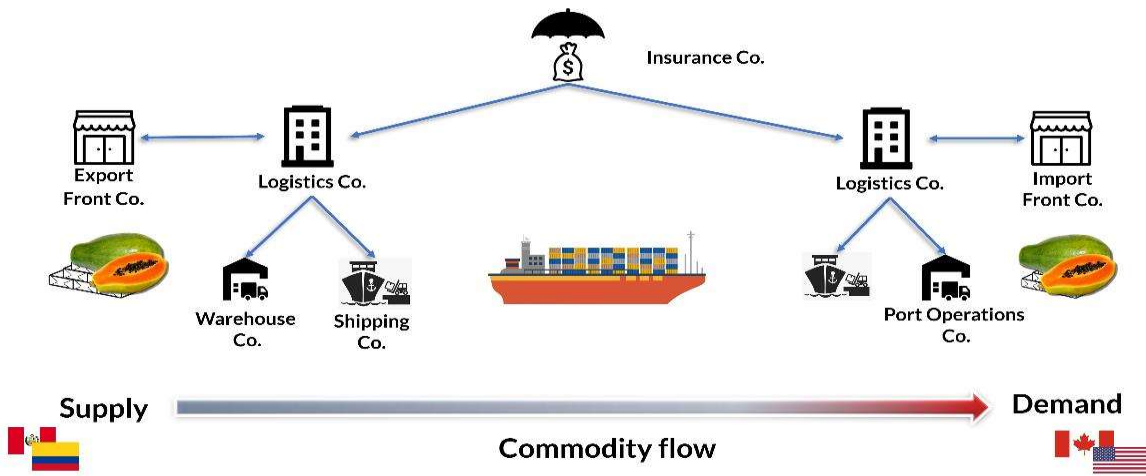 $
Insurance Co.
Export
Front Co.
Logistics Co.
Logistics Co.
Import
Front Co.
Warehouse
Co.
Shipping
Co.
Port Operations
Co.
Supply
Demand
Commodity flow